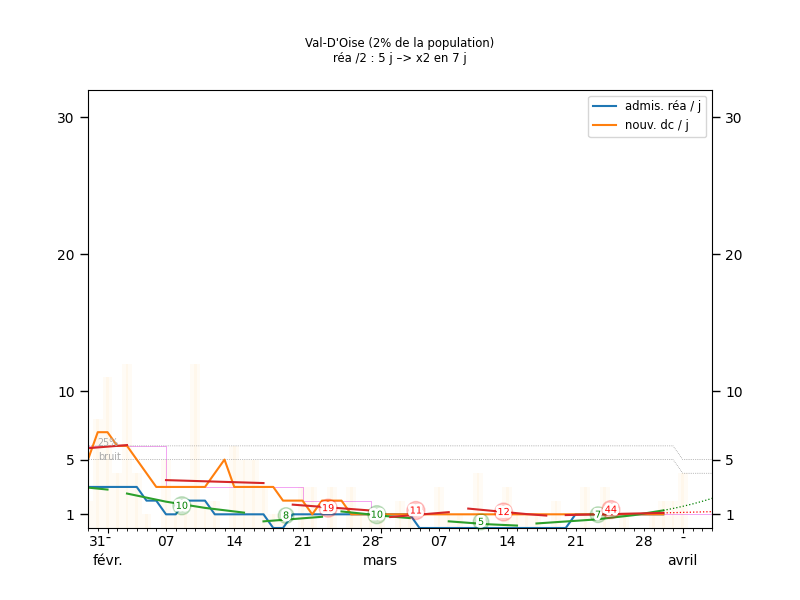 Val-D'Oise (2% de la population)
réa /2 : 5 j –> x2 en 7 j
admis. réa / j
nouv. dc / j
30
30
20
20
10
10
25%
bruit
5
5
10
8
19
10
11
5
12
7
44
1
1
31 07 14 21 28 07 14 21 28
févr. mars avril